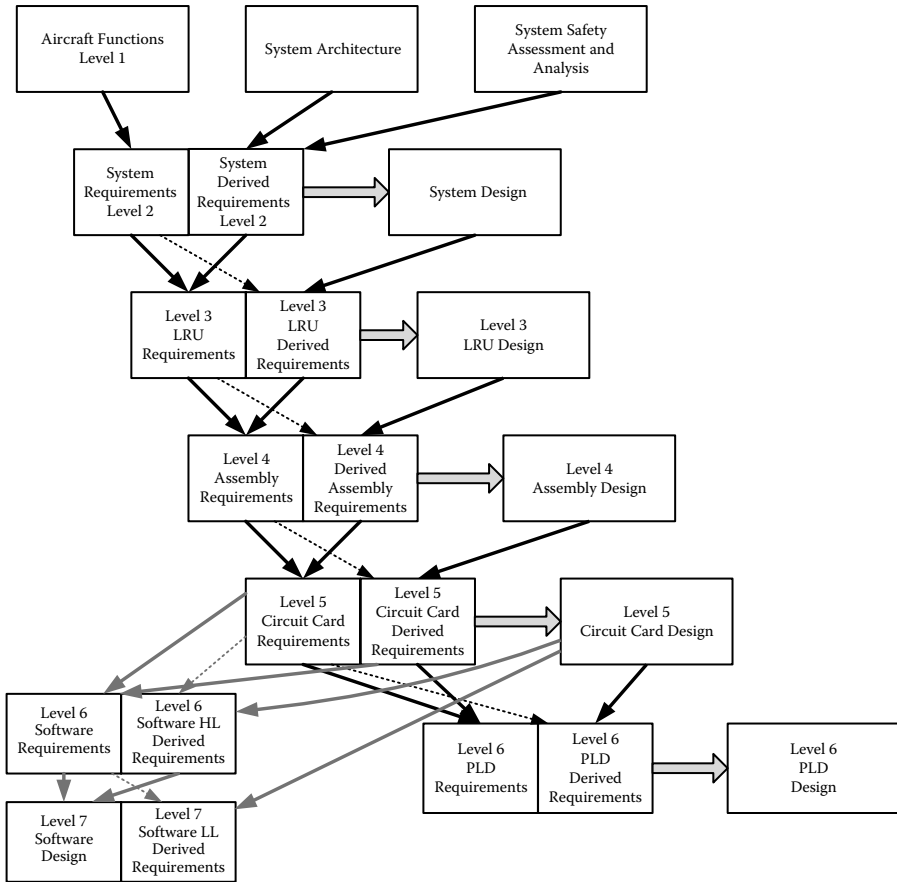 Aircraft Functions
Level 1
System Architecture
System Safety
Assessment and
Analysis
System
Requirements
Level 2
System
Derived
Requirements
Level 2
System Design
Level 3
LRU
Requirements
Level 3
LRU
Derived
Requirements
Level 3
LRU Design
Level 4
Assembly
Requirements
Level 4
Derived
Assembly
Requirements
Level 4
Assembly Design
Level 5
Circuit Card
Requirements
Level 5
Circuit Card
Derived
Requirements
Level 5
Circuit Card Design
Level 6
Software
Requirements
Level 6
Software HL
Derived
Requirements
Level 6
PLD
Requirements
Level 6
PLD
Derived
Requirements
Level 6
PLD
Design
Level 7
Software
Design
Level 7
Software LL
Derived
Requirements